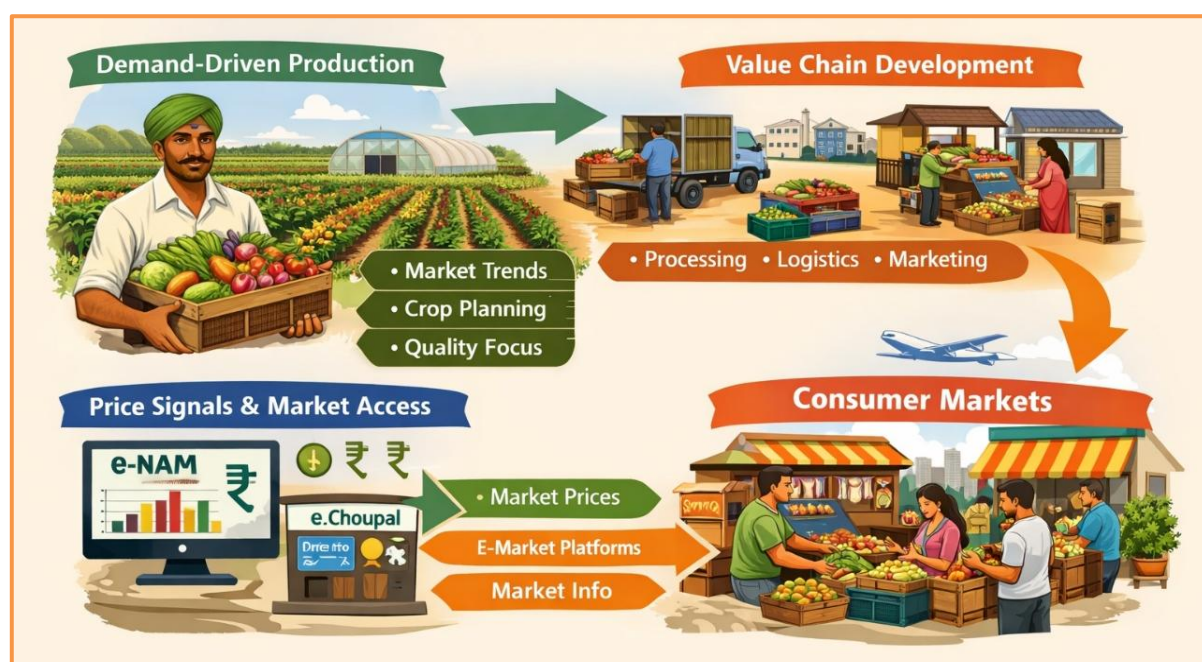 Demand-Driven Production
• Market Trends
• Crop Planning
• Quality Focus
Value Chain Development
• Processing • Logistics • Marketing
Price Signals & Market Access
e-NAM
₹
₹ ₹
e.Choupal
• Market Prices
E-Market Platforms
Market Info
Consumer Markets